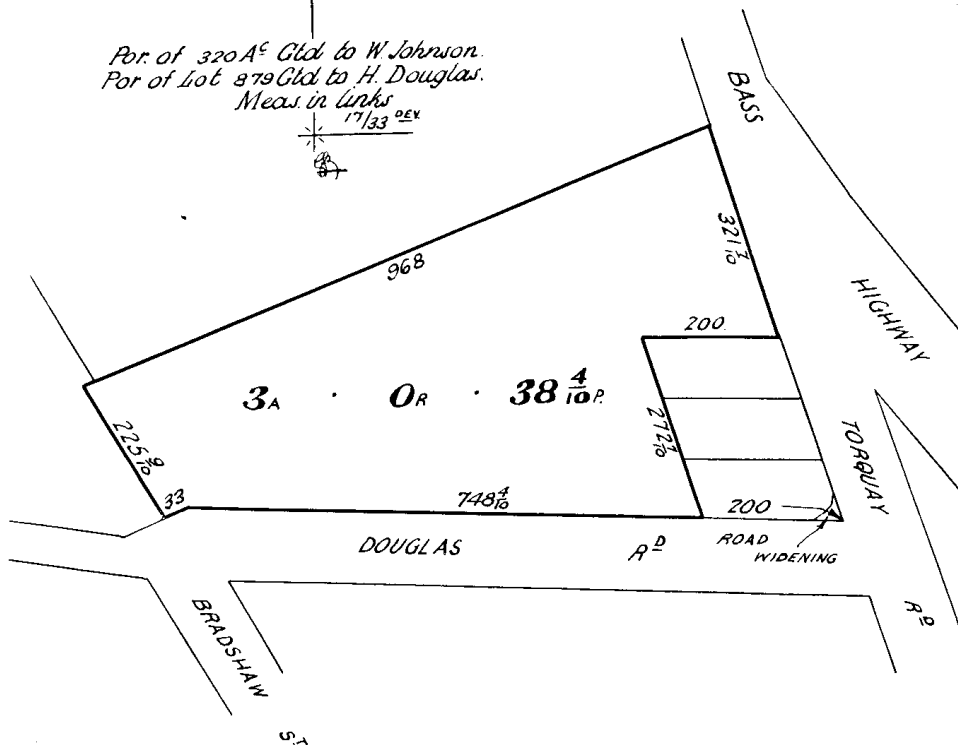 Por. of 320 Aᶜ Gtd to W. Johnson.
Por of Lot 879 Gtd. to H. Douglas.
Meas. in links
17/33 DEV.
BASS
HIGHWAY
968
321 7/10
200.
3A · 0R · 38 4/10 P.
225 9/10
272 7/10
TORQUAY
33
748 4/10
200
DOUGLAS
Rᴰ
ROAD
WIDENING
Rᴰ
BRADSHAW
Sᵀ